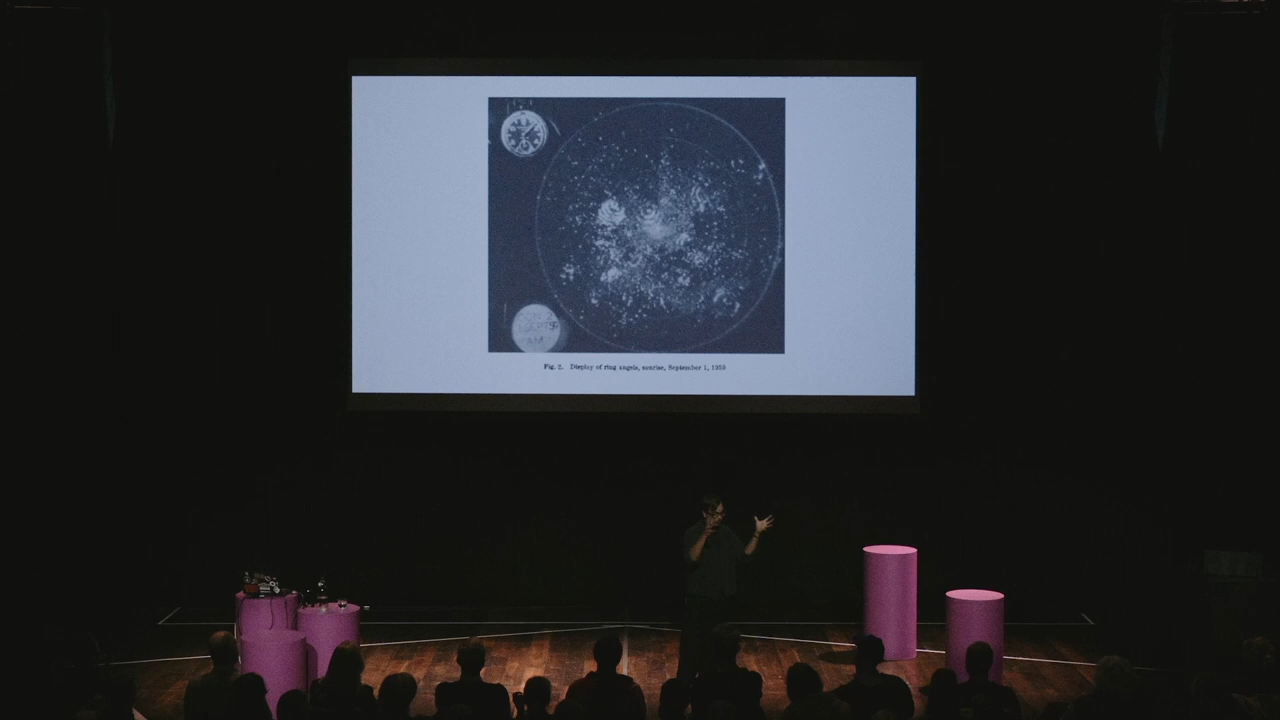 Fig. 2. Display of ring angels, sunrise, September 1, 1959